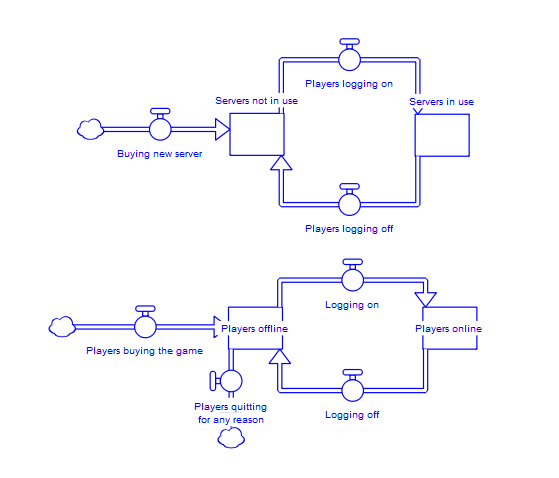 Players logging on
Servers not in use
Servers in use
Buying new server
Players logging off
Logging on
Players offline
Players online
Players buying the game
Players quitting
for any reason
Logging off